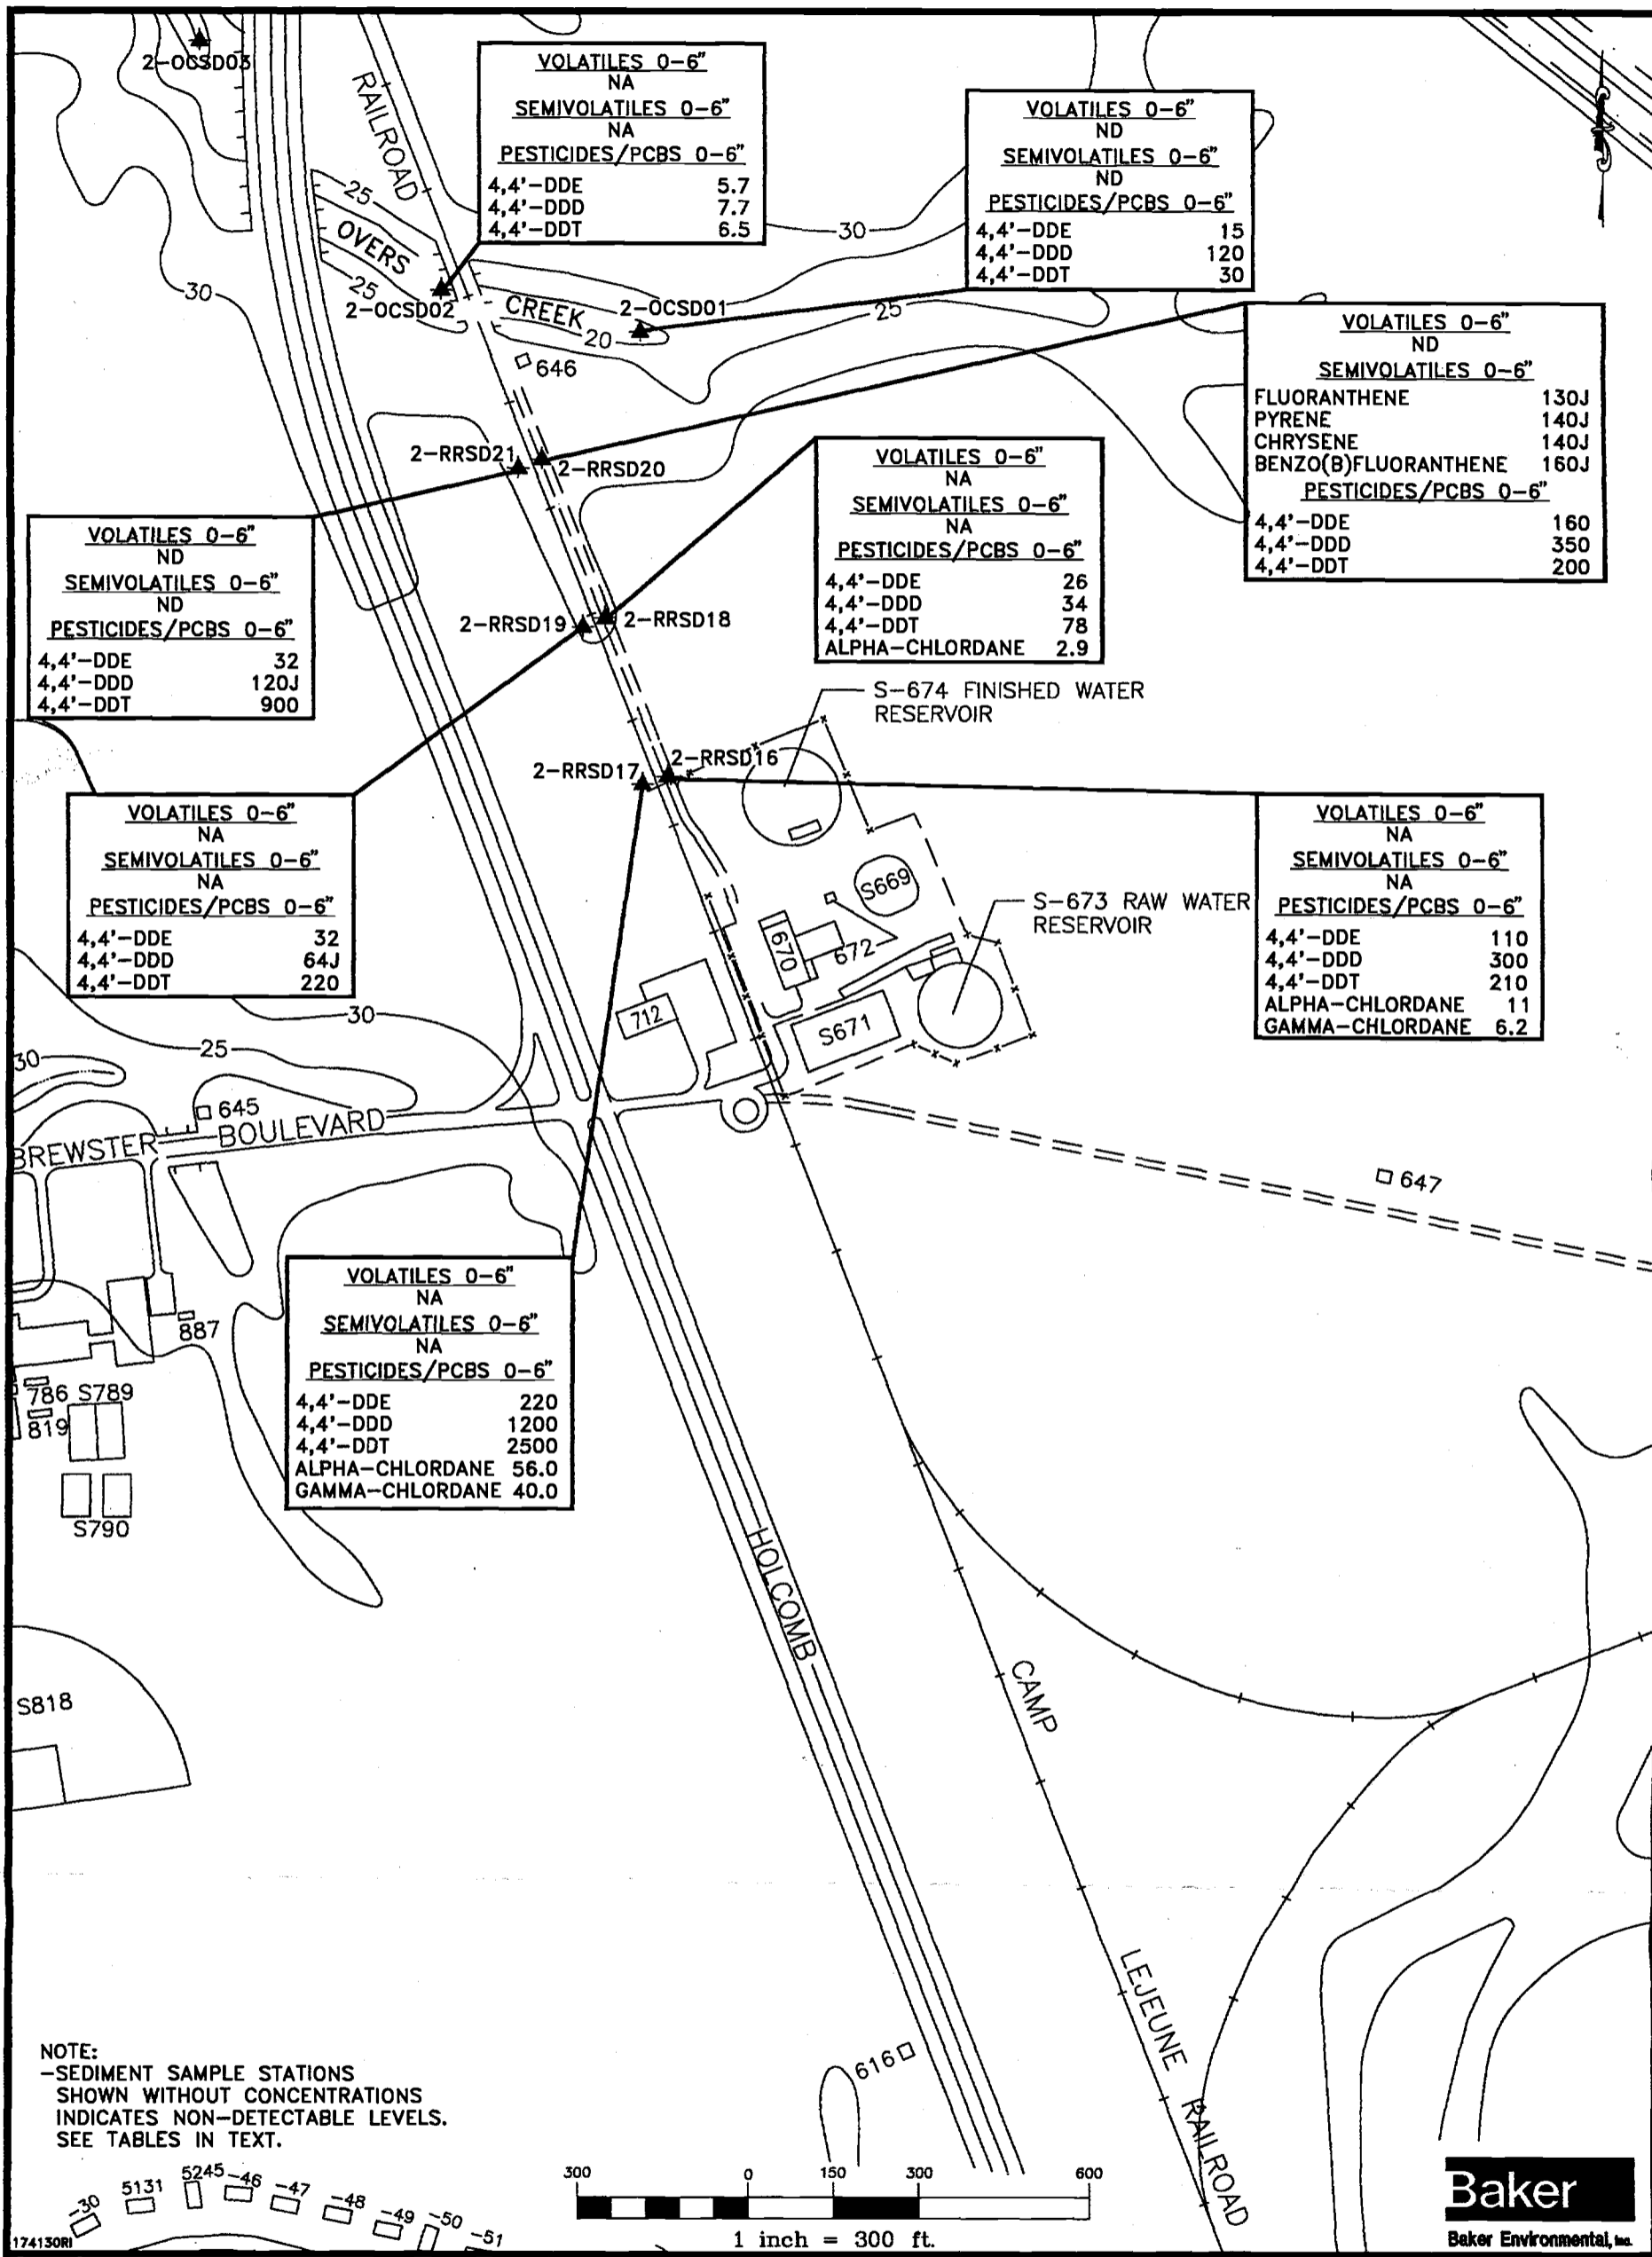 2-OCSD03
RAILROAD
VOLATILES 0-6"
NA
SEMIVOLATILES 0-6"
NA
PESTICIDES/PCBS 0-6"
4,4'-DDE 5.7
4,4'-DDD 7.7
4,4'-DDT 6.5
VOLATILES 0-6"
ND
SEMIVOLATILES 0-6"
ND
PESTICIDES/PCBS 0-6"
4,4'-DDE 15
4,4'-DDD 120
4,4'-DDT 30
25
OVERS
25
30
30
2-OCSD02
CREEK
20
2-OCSD01
25
646
VOLATILES 0-6"
ND
SEMIVOLATILES 0-6"
FLUORANTHENE 130J
PYRENE 140J
CHRYSENE 140J
BENZO(B)FLUORANTHENE 160J
PESTICIDES/PCBS 0-6"
4,4'-DDE 160
4,4'-DDD 350
4,4'-DDT 200
2-RRSD21
2-RRSD20
VOLATILES 0-6"
NA
SEMIVOLATILES 0-6"
NA
PESTICIDES/PCBS 0-6"
4,4'-DDE 26
4,4'-DDD 34
4,4'-DDT 78
ALPHA-CHLORDANE 2.9
VOLATILES 0-6"
ND
SEMIVOLATILES 0-6"
ND
PESTICIDES/PCBS 0-6"
4,4'-DDE 32
4,4'-DDD 120J
4,4'-DDT 900
2-RRSD19
2-RRSD18
S-674 FINISHED WATER
RESERVOIR
2-RRSD17
2-RRSD16
VOLATILES 0-6"
NA
SEMIVOLATILES 0-6"
NA
PESTICIDES/PCBS 0-6"
4,4'-DDE 32
4,4'-DDD 64J
4,4'-DDT 220
VOLATILES 0-6"
NA
SEMIVOLATILES 0-6"
NA
PESTICIDES/PCBS 0-6"
4,4'-DDE 110
4,4'-DDD 300
4,4'-DDT 210
ALPHA-CHLORDANE 11
GAMMA-CHLORDANE 6.2
S669
S-673 RAW WATER
RESERVOIR
670
672
712
S671
30
25
30
645
BREWSTER BOULEVARD
647
VOLATILES 0-6"
NA
SEMIVOLATILES 0-6"
NA
PESTICIDES/PCBS 0-6"
4,4'-DDE 220
4,4'-DDD 1200
4,4'-DDT 2500
ALPHA-CHLORDANE 56.0
GAMMA-CHLORDANE 40.0
887
786 S789
819
S790
HOLCOMB
CAMP
S818
LEJEUNE RAILROAD
616
NOTE:
-SEDIMENT SAMPLE STATIONS
SHOWN WITHOUT CONCENTRATIONS
INDICATES NON-DETECTABLE LEVELS.
SEE TABLES IN TEXT.
-30
5131
5245
-46
-47
-48
-49
-50
-51
300 0 150 300 600
1 inch = 300 ft.
Baker
Baker Environmental, Inc.
174130RI